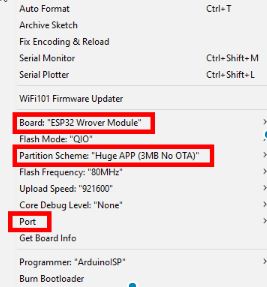 Auto Format Ctrl+T
Archive Sketch
Fix Encoding & Reload
Serial Monitor Ctrl+Shift+M
Serial Plotter Ctrl+Shift+L
WiFi101 Firmware Updater
Board: "ESP32 Wrover Module"
Flash Mode: "QIO"
Partition Scheme: "Huge APP (3MB No OTA)"
Flash Frequency: "80MHz"
Upload Speed: "921600"
Core Debug Level: "None"
Port
Get Board Info
Programmer: "ArduinoISP"
Burn Bootloader